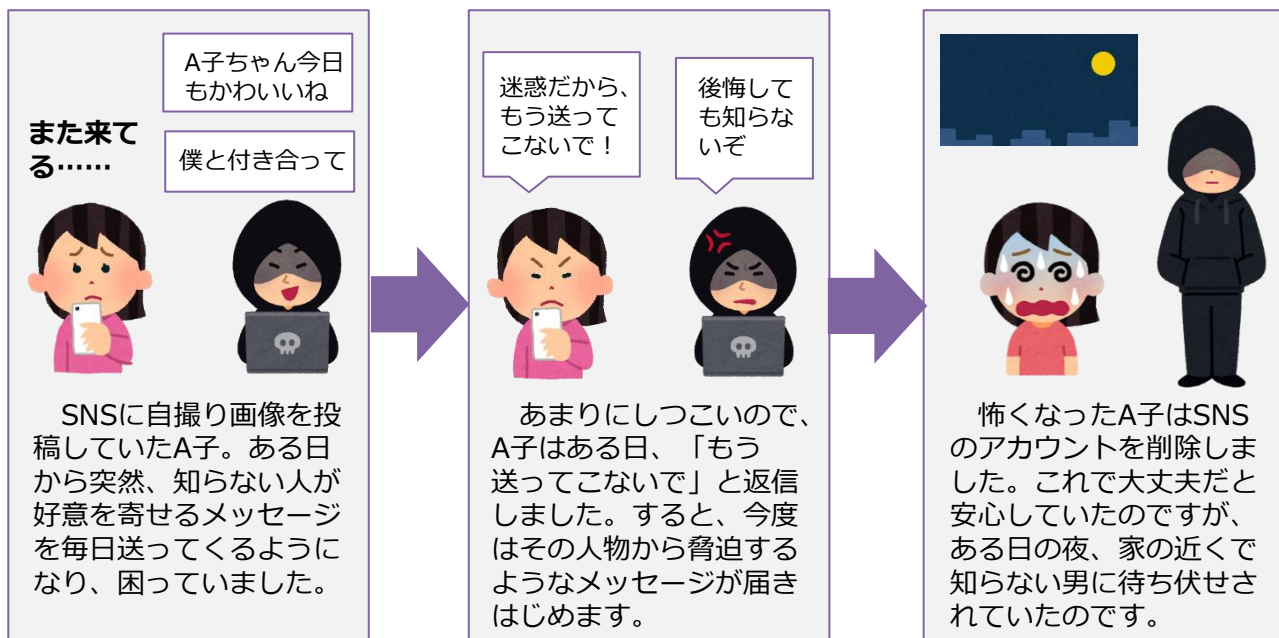 A子ちゃん今日
もかわいいね
また来て
る……
僕と付き合って
　SNSに自撮り画像を投
稿していたA子。ある日
から突然、知らない人が
好意を寄せるメッセージ
を毎日送ってくるように
なり、困っていました。
迷惑だから、
もう送って
こないで！
後悔して
も知らな
いぞ
　あまりにしつこいので、
A子はある日、「もう
送ってこないで」と返信
しました。すると、今度
はその人物から脅迫する
ようなメッセージが届き
はじめます。
　怖くなったA子はSNS
のアカウントを削除しま
した。これで大丈夫だと
安心していたのですが、
ある日の夜、家の近くで
知らない男に待ち伏せさ
れていたのです。